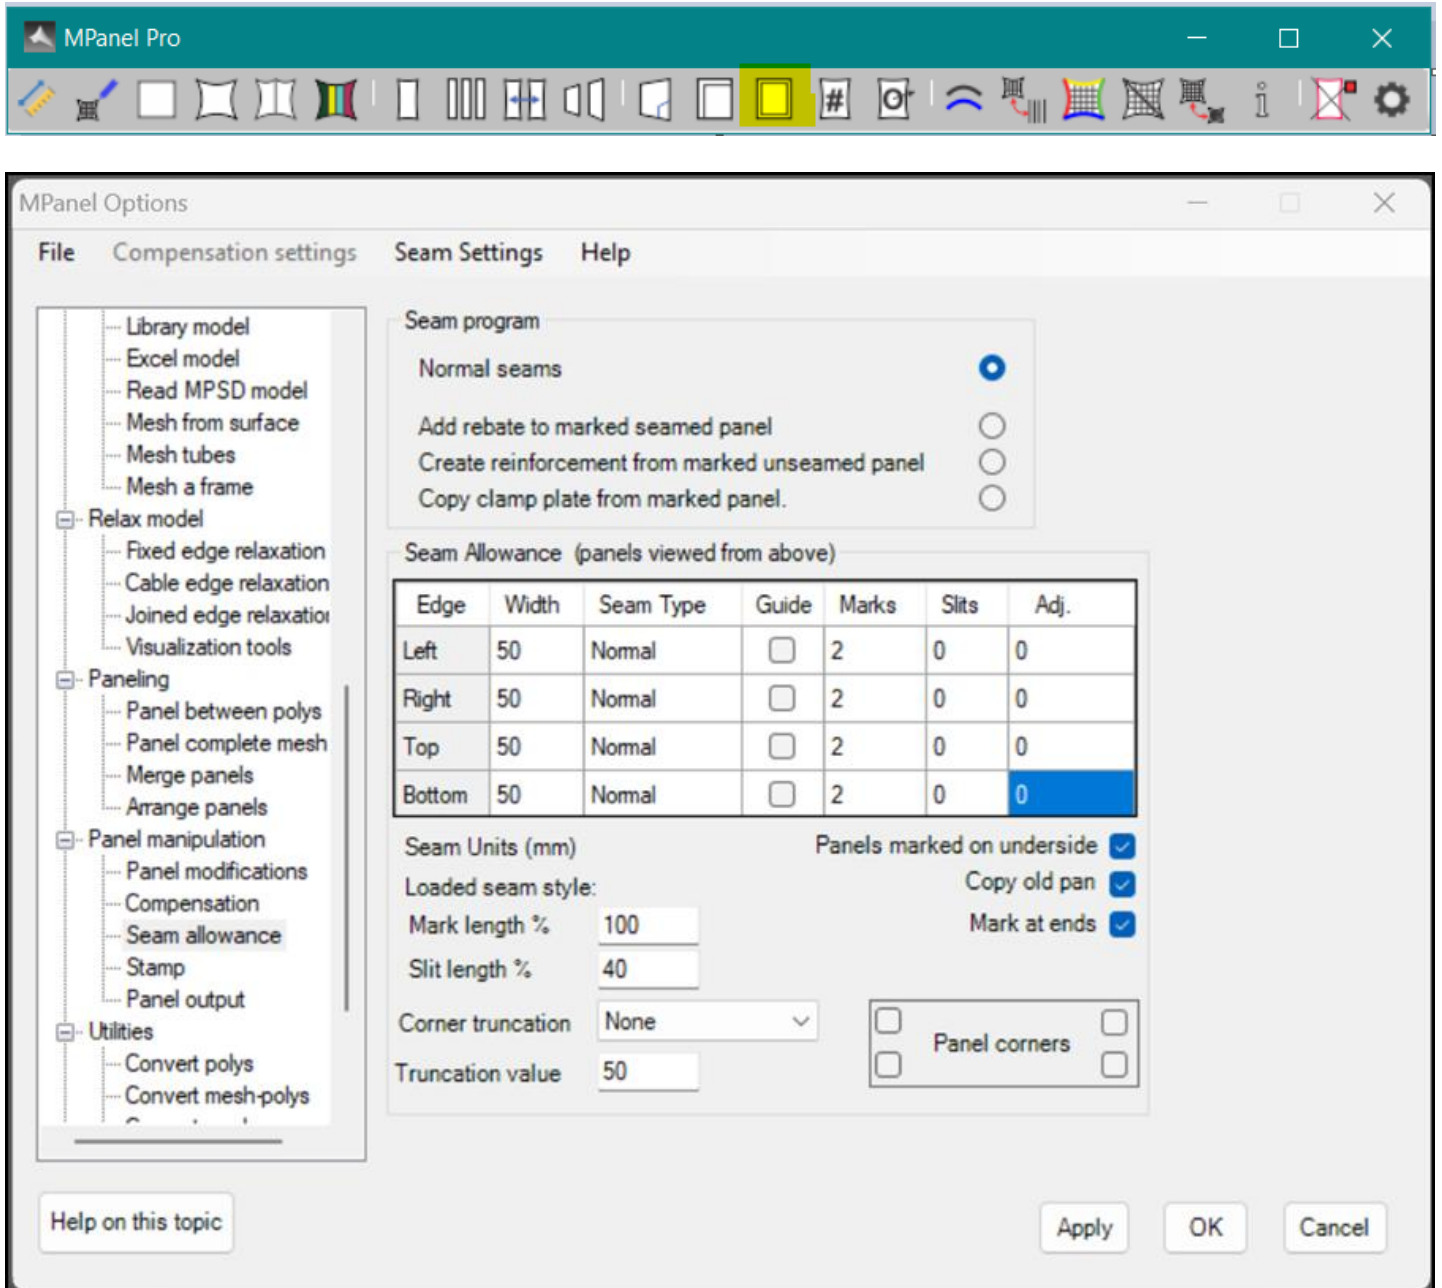 MPanel Pro
#
MPanel Options
File Compensation settings Seam Settings Help
Library model
Excel model
Read MPSD model
Mesh from surface
Mesh tubes
Mesh a frame
Relax model
Fixed edge relaxation
Cable edge relaxation
Joined edge relaxation
Visualization tools
Paneling
Panel between polys
Panel complete mesh
Merge panels
Arrange panels
Panel manipulation
Panel modifications
Compensation
Seam allowance
Stamp
Panel output
Utilities
Convert polys
Convert mesh-polys
Seam program
Normal seams
Add rebate to marked seamed panel
Create reinforcement from marked unseamed panel
Copy clamp plate from marked panel.
Seam Allowance (panels viewed from above)
Edge Width Seam Type Guide Marks Slits Adj.
Left 50 Normal 2 0 0
Right 50 Normal 2 0 0
Top 50 Normal 2 0 0
Bottom 50 Normal 2 0 0
Seam Units (mm) Panels marked on underside
Loaded seam style: Copy old pan
Mark length % 100 Mark at ends
Slit length % 40
Corner truncation None
Panel corners
Truncation value 50
Help on this topic
Apply OK Cancel